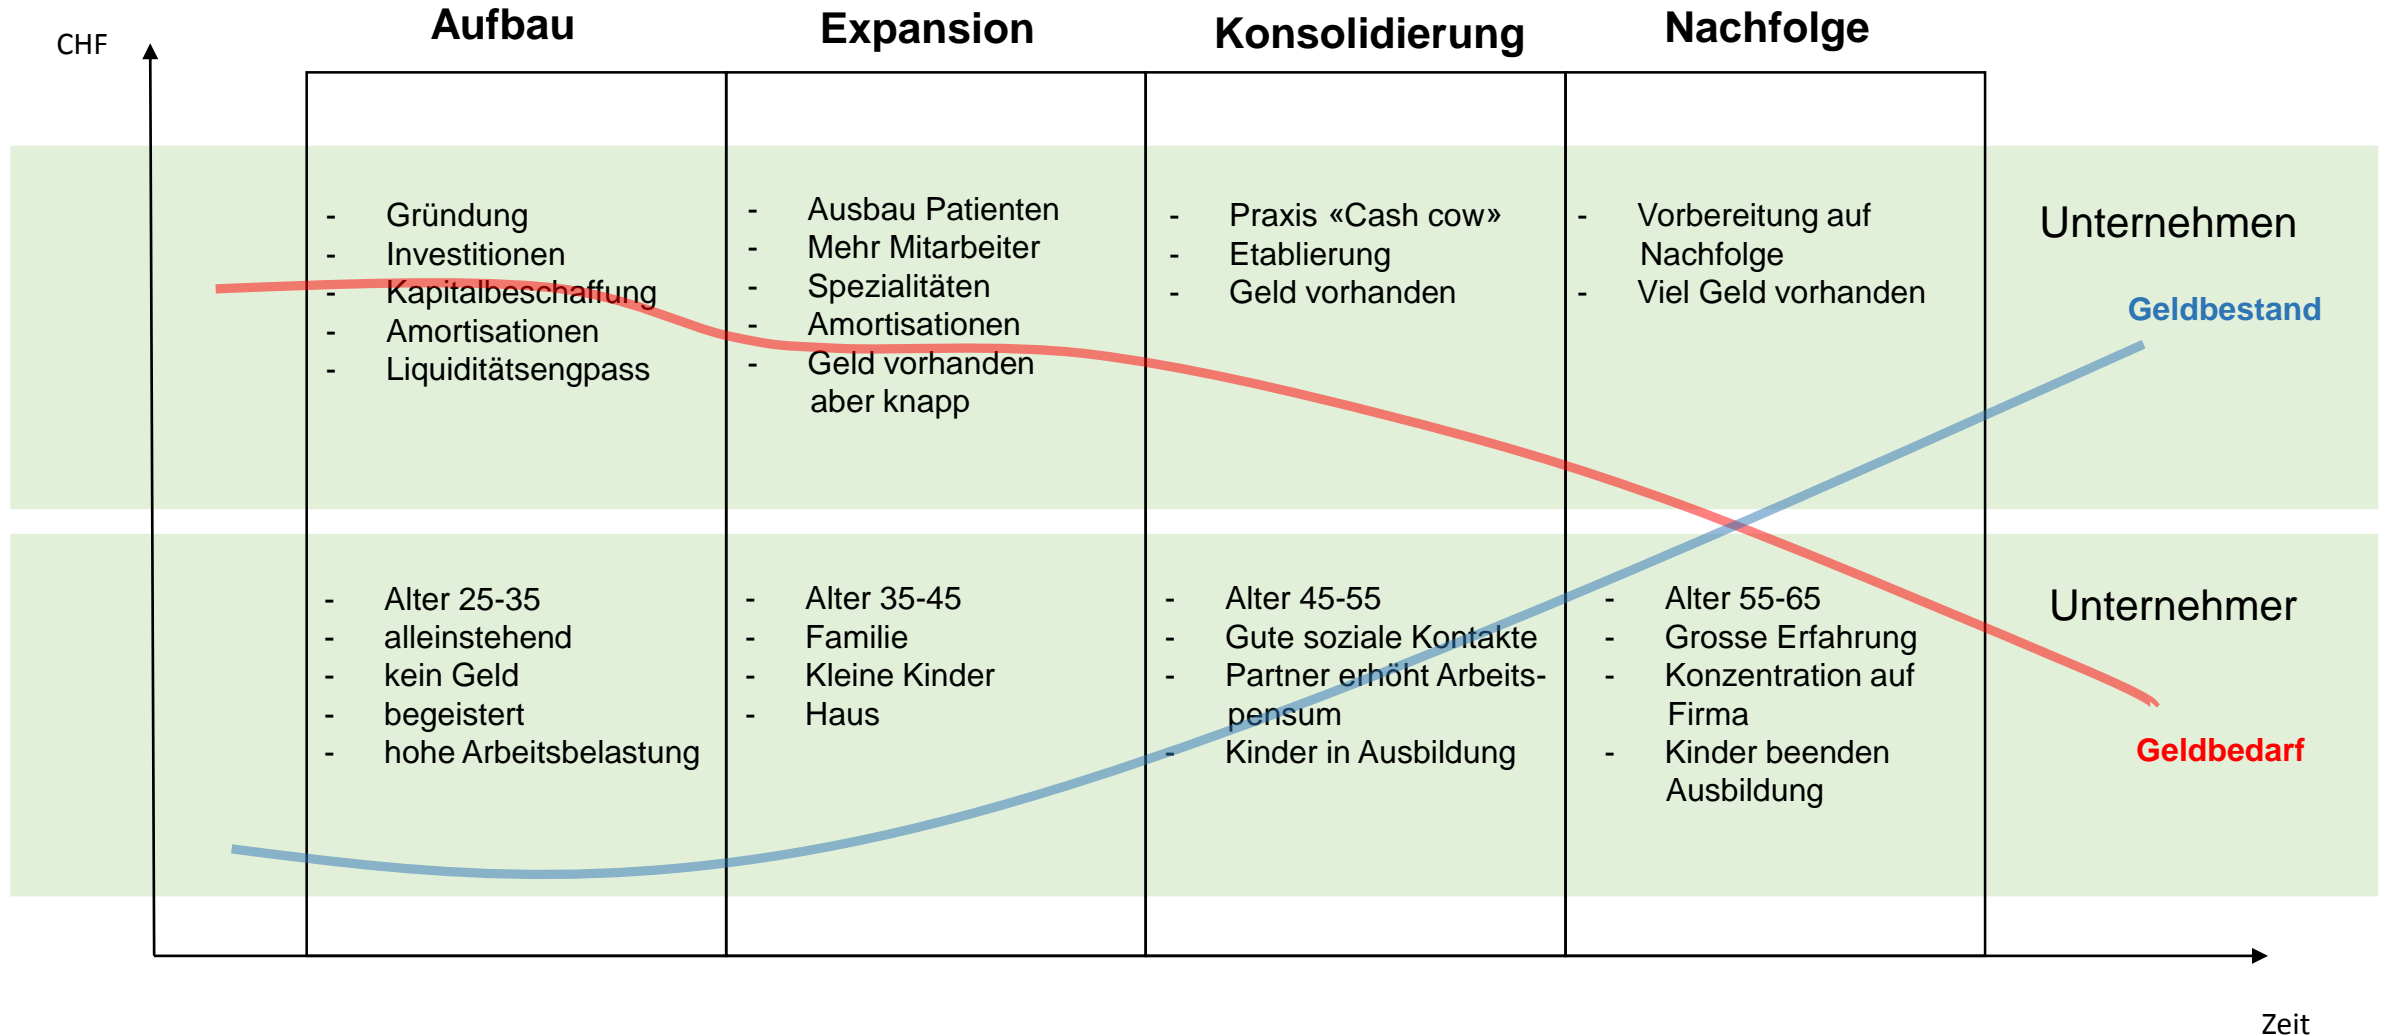 CHF
Aufbau
Expansion
Konsolidierung
Nachfolge
- Gründung
- Investitionen
- Kapitalbeschaffung
- Amortisationen
- Liquiditätsengpass
- Ausbau Patienten
- Mehr Mitarbeiter
- Spezialitäten
- Amortisationen
- Geld vorhanden
aber knapp
- Praxis «Cash cow»
- Etablierung
- Geld vorhanden
- Vorbereitung auf
Nachfolge
- Viel Geld vorhanden
Unternehmen
Geldbestand
- Alter 25-35
- alleinstehend
- kein Geld
- begeistert
- hohe Arbeitsbelastung
- Alter 35-45
- Familie
- Kleine Kinder
- Haus
- Alter 45-55
- Gute soziale Kontakte
- Partner erhöht Arbeits-
pensum
- Kinder in Ausbildung
- Alter 55-65
- Grosse Erfahrung
- Konzentration auf
Firma
- Kinder beenden
Ausbildung
Unternehmer
Geldbedarf
Zeit